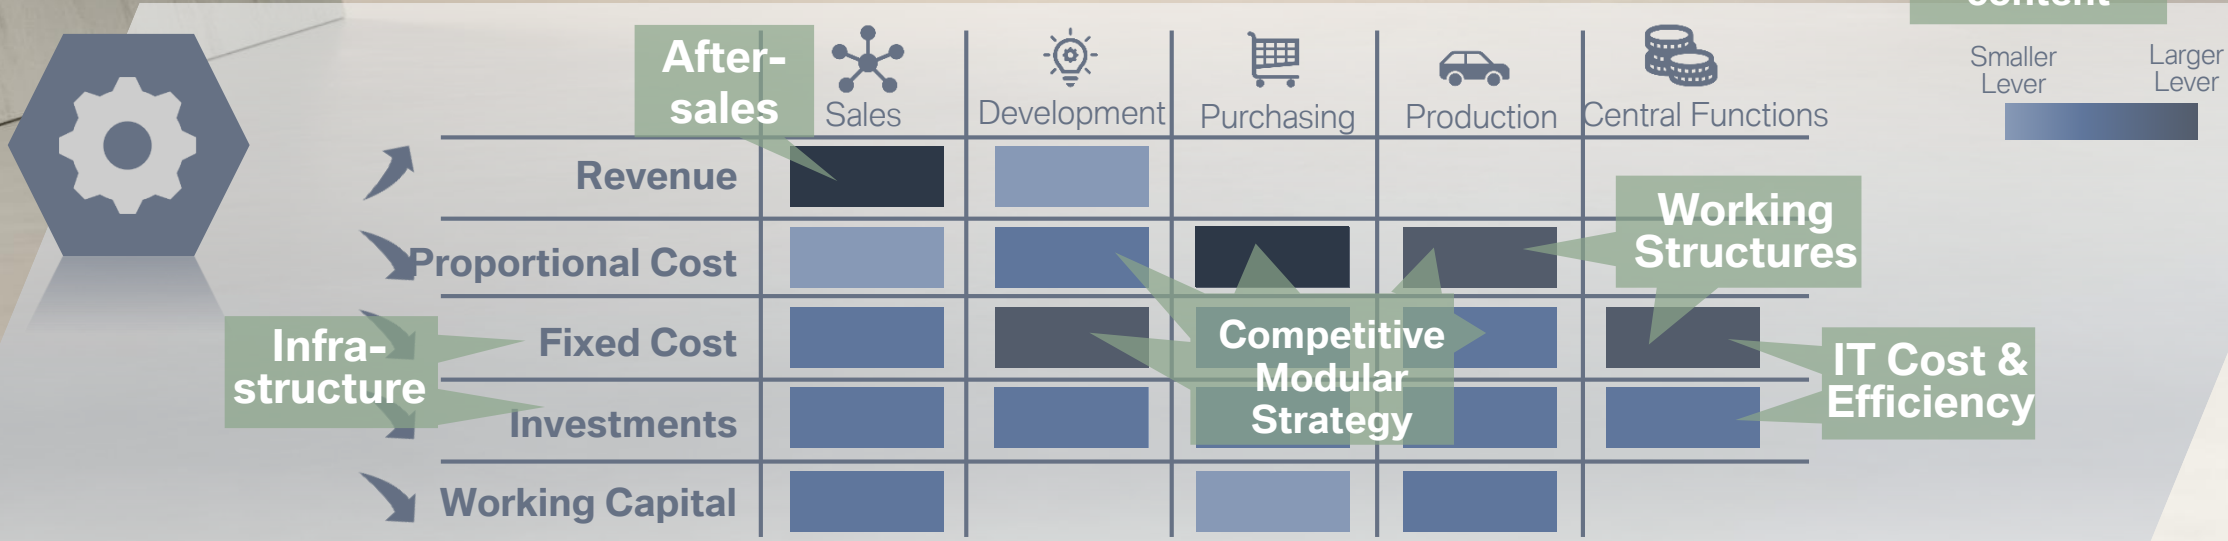 content
Smaller
Lever
Larger
Lever
After-
sales
Sales
Development
Purchasing
Production
Central Functions
Revenue
Proportional Cost
Fixed Cost
Investments
Working Capital
Working
Structures
Infra-
structure
Competitive
Modular
Strategy
IT Cost &
Efficiency